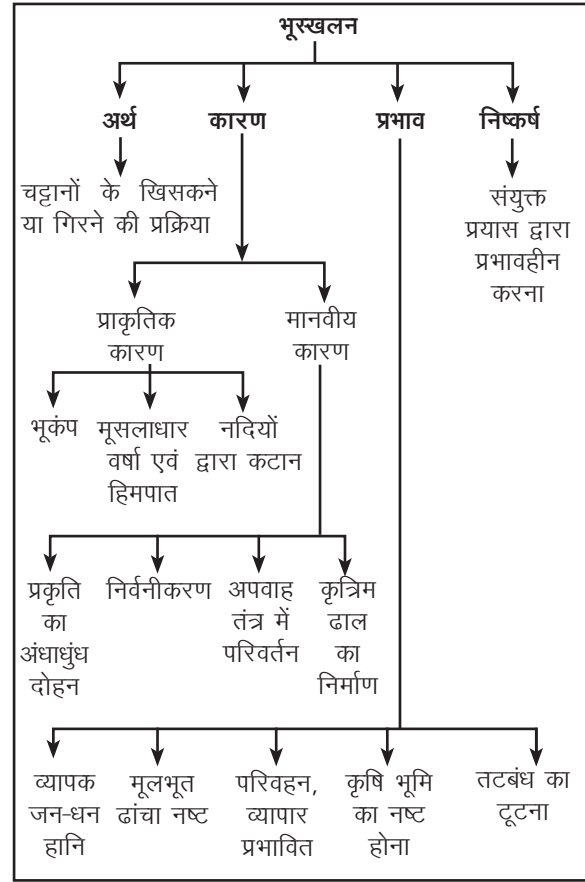 भूस्खलन
अर्थ
कारण
प्रभाव
निष्कर्ष
चट्टानों के खिसकने
या गिरने की प्रक्रिया
संयुक्त
प्रयास द्वारा
प्रभावहीन
करना
प्राकृतिक
कारण
मानवीय
कारण
भूकंप
मूसलाधार
वर्षा एवं
हिमपात
नदियों
द्वारा कटान
प्रकृति
का
अंधाधुंध
दोहन
निर्वनीकरण
अपवाह
तंत्र में
परिवर्तन
कृत्रिम
ढाल
का
निर्माण
व्यापक
जन-धन
हानि
मूलभूत
ढांचा नष्ट
परिवहन,
व्यापार
प्रभावित
कृषि भूमि
का नष्ट
होना
तटबंध का
टूटना